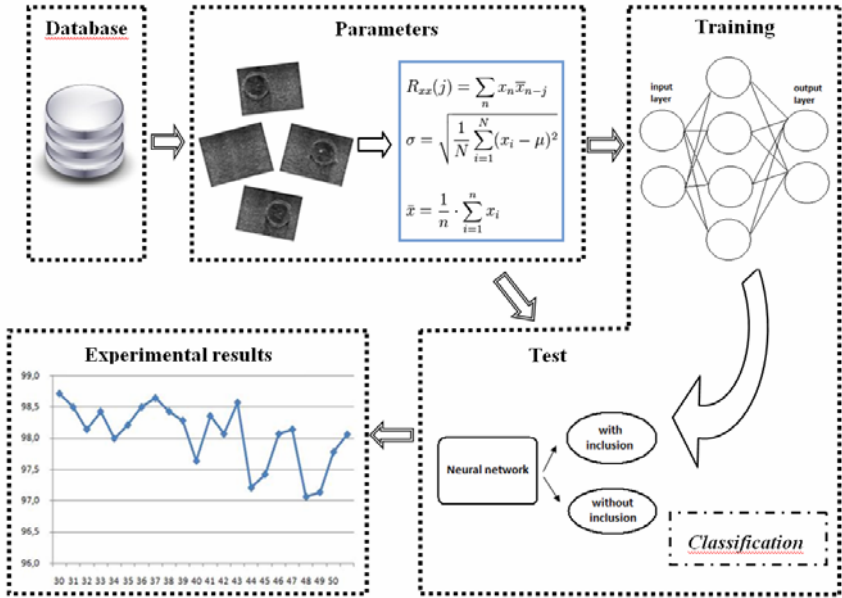 Database
Parameters
Training
R_{xx}(j) = \sum_{n} x_n \overline{x}_{n-j}
\sigma = \sqrt{\frac{1}{N} \sum_{i=1}^{N} (x_i - \mu)^2}
\bar{x} = \frac{1}{n} \cdot \sum_{i=1}^{n} x_i
input
layer
output
layer
Experimental results
99,0
98,5
98,0
97,5
97,0
96,5
96,0
30 31 32 33 34 35 36 37 38 39 40 41 42 43 44 45 46 47 48 49 50
Test
Neural network
with
inclusion
without
inclusion
Classification